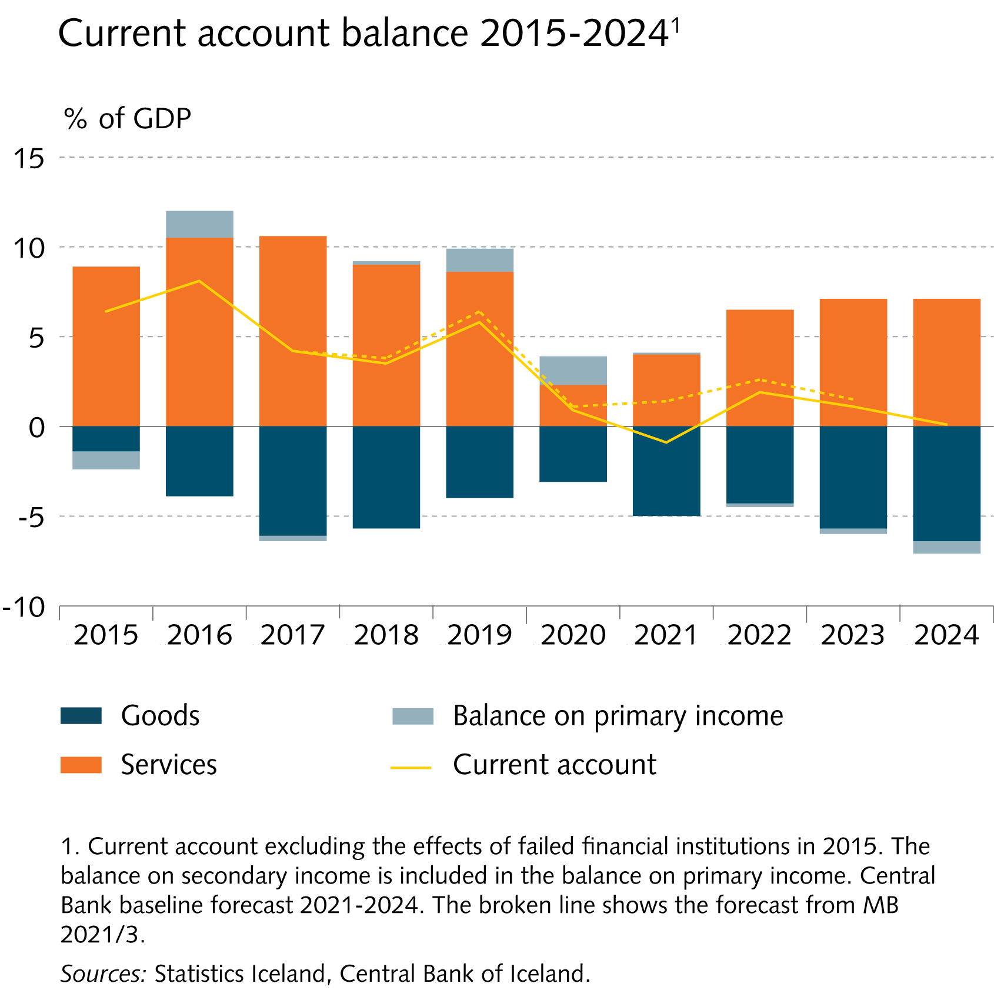 Current account balance 2015-2024¹
% of GDP
15
10
5
0
-5
-10
2015 2016 2017 2018 2019 2020 2021 2022 2023 2024
Goods
Balance on primary income
Services
Current account
1. Current account excluding the effects of failed financial institutions in 2015. The
balance on secondary income is included in the balance on primary income. Central
Bank baseline forecast 2021-2024. The broken line shows the forecast from MB
2021/3.
Sources: Statistics Iceland, Central Bank of Iceland.